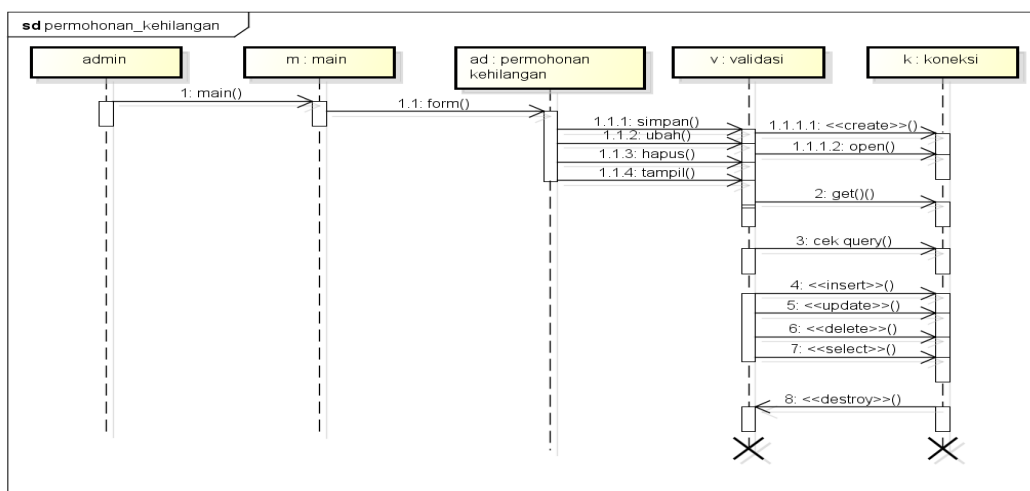 sd permohonan_kehilangan
admin
m : main
ad : permohonan
kehilangan
v : validasi
k : koneksi
1: main()
1.1: form()
1.1.1: simpan()
1.1.2: ubah()
1.1.3: hapus()
1.1.4: tampil()
1.1.1.1: <<create>>()
1.1.1.2: open()
2: get()()
3: cek query()
4: <<insert>>()
5: <<update>>()
6: <<delete>>()
7: <<select>>()
8: <<destroy>>()